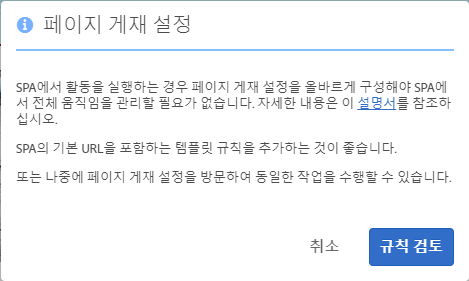 페이지 게재 설정
SPA에서 활동을 실행하는 경우 페이지 게재 설정을 올바르게 구성해야 SPA에
서 전체 움직임을 관리할 필요가 없습니다. 자세한 내용은 이 설명서를 참조하
십시오.
SPA의 기본 URL을 포함하는 템플릿 규칙을 추가하는 것이 좋습니다.
또는 나중에 페이지 게재 설정을 방문하여 동일한 작업을 수행할 수 있습니다.
취소
규칙 검토